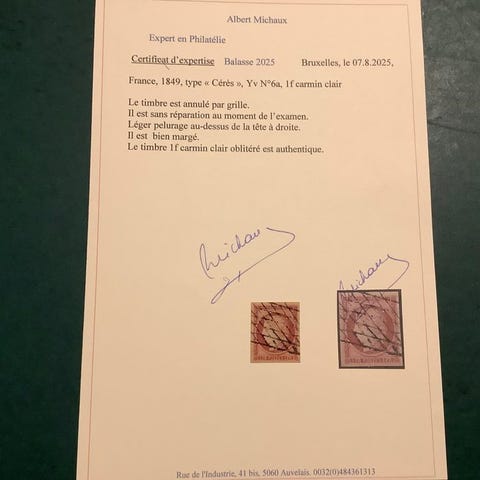 Albert Michaux
Expert en Philatélie
Certificat d'expertise Balasse 2025 Bruxelles, le 07.8.2025,
France, 1849, type « Cérès », Yv N°6a, 1f carmin clair
Le timbre est annulé par grille.
Il est sans réparation au moment de l'examen.
Léger pelurage au-dessus de la tête à droite.
Il est bien margé.
Le timbre 1f carmin clair oblitéré est authentique.
Michaux
Michaux
Rue de l'Industrie, 41 bis, 5060 Auvelais. 0032(0)484361313